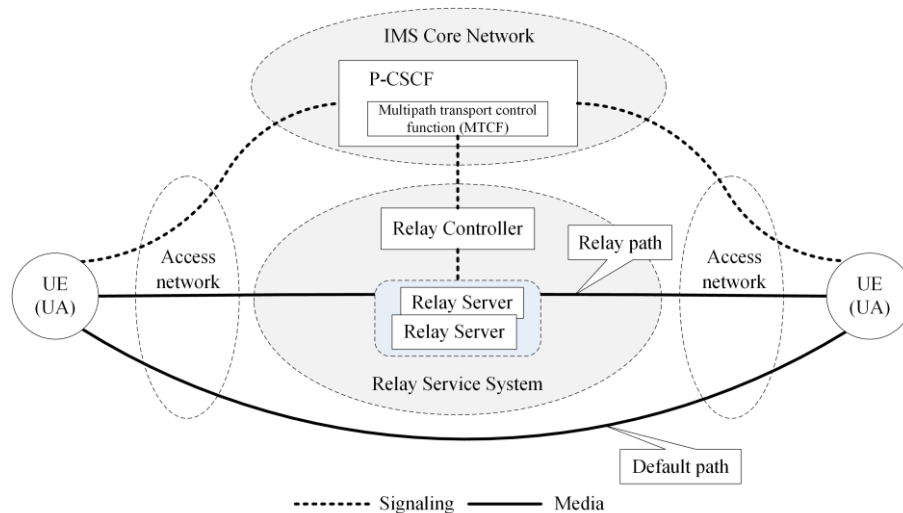 IMS Core Network
P-CSCF
Multipath transport control
function (MTCF)
Relay Controller
Relay path
Access
network
Access
network
UE
(UA)
UE
(UA)
Relay Server
Relay Server
Relay Service System
Default path
Signaling
Media